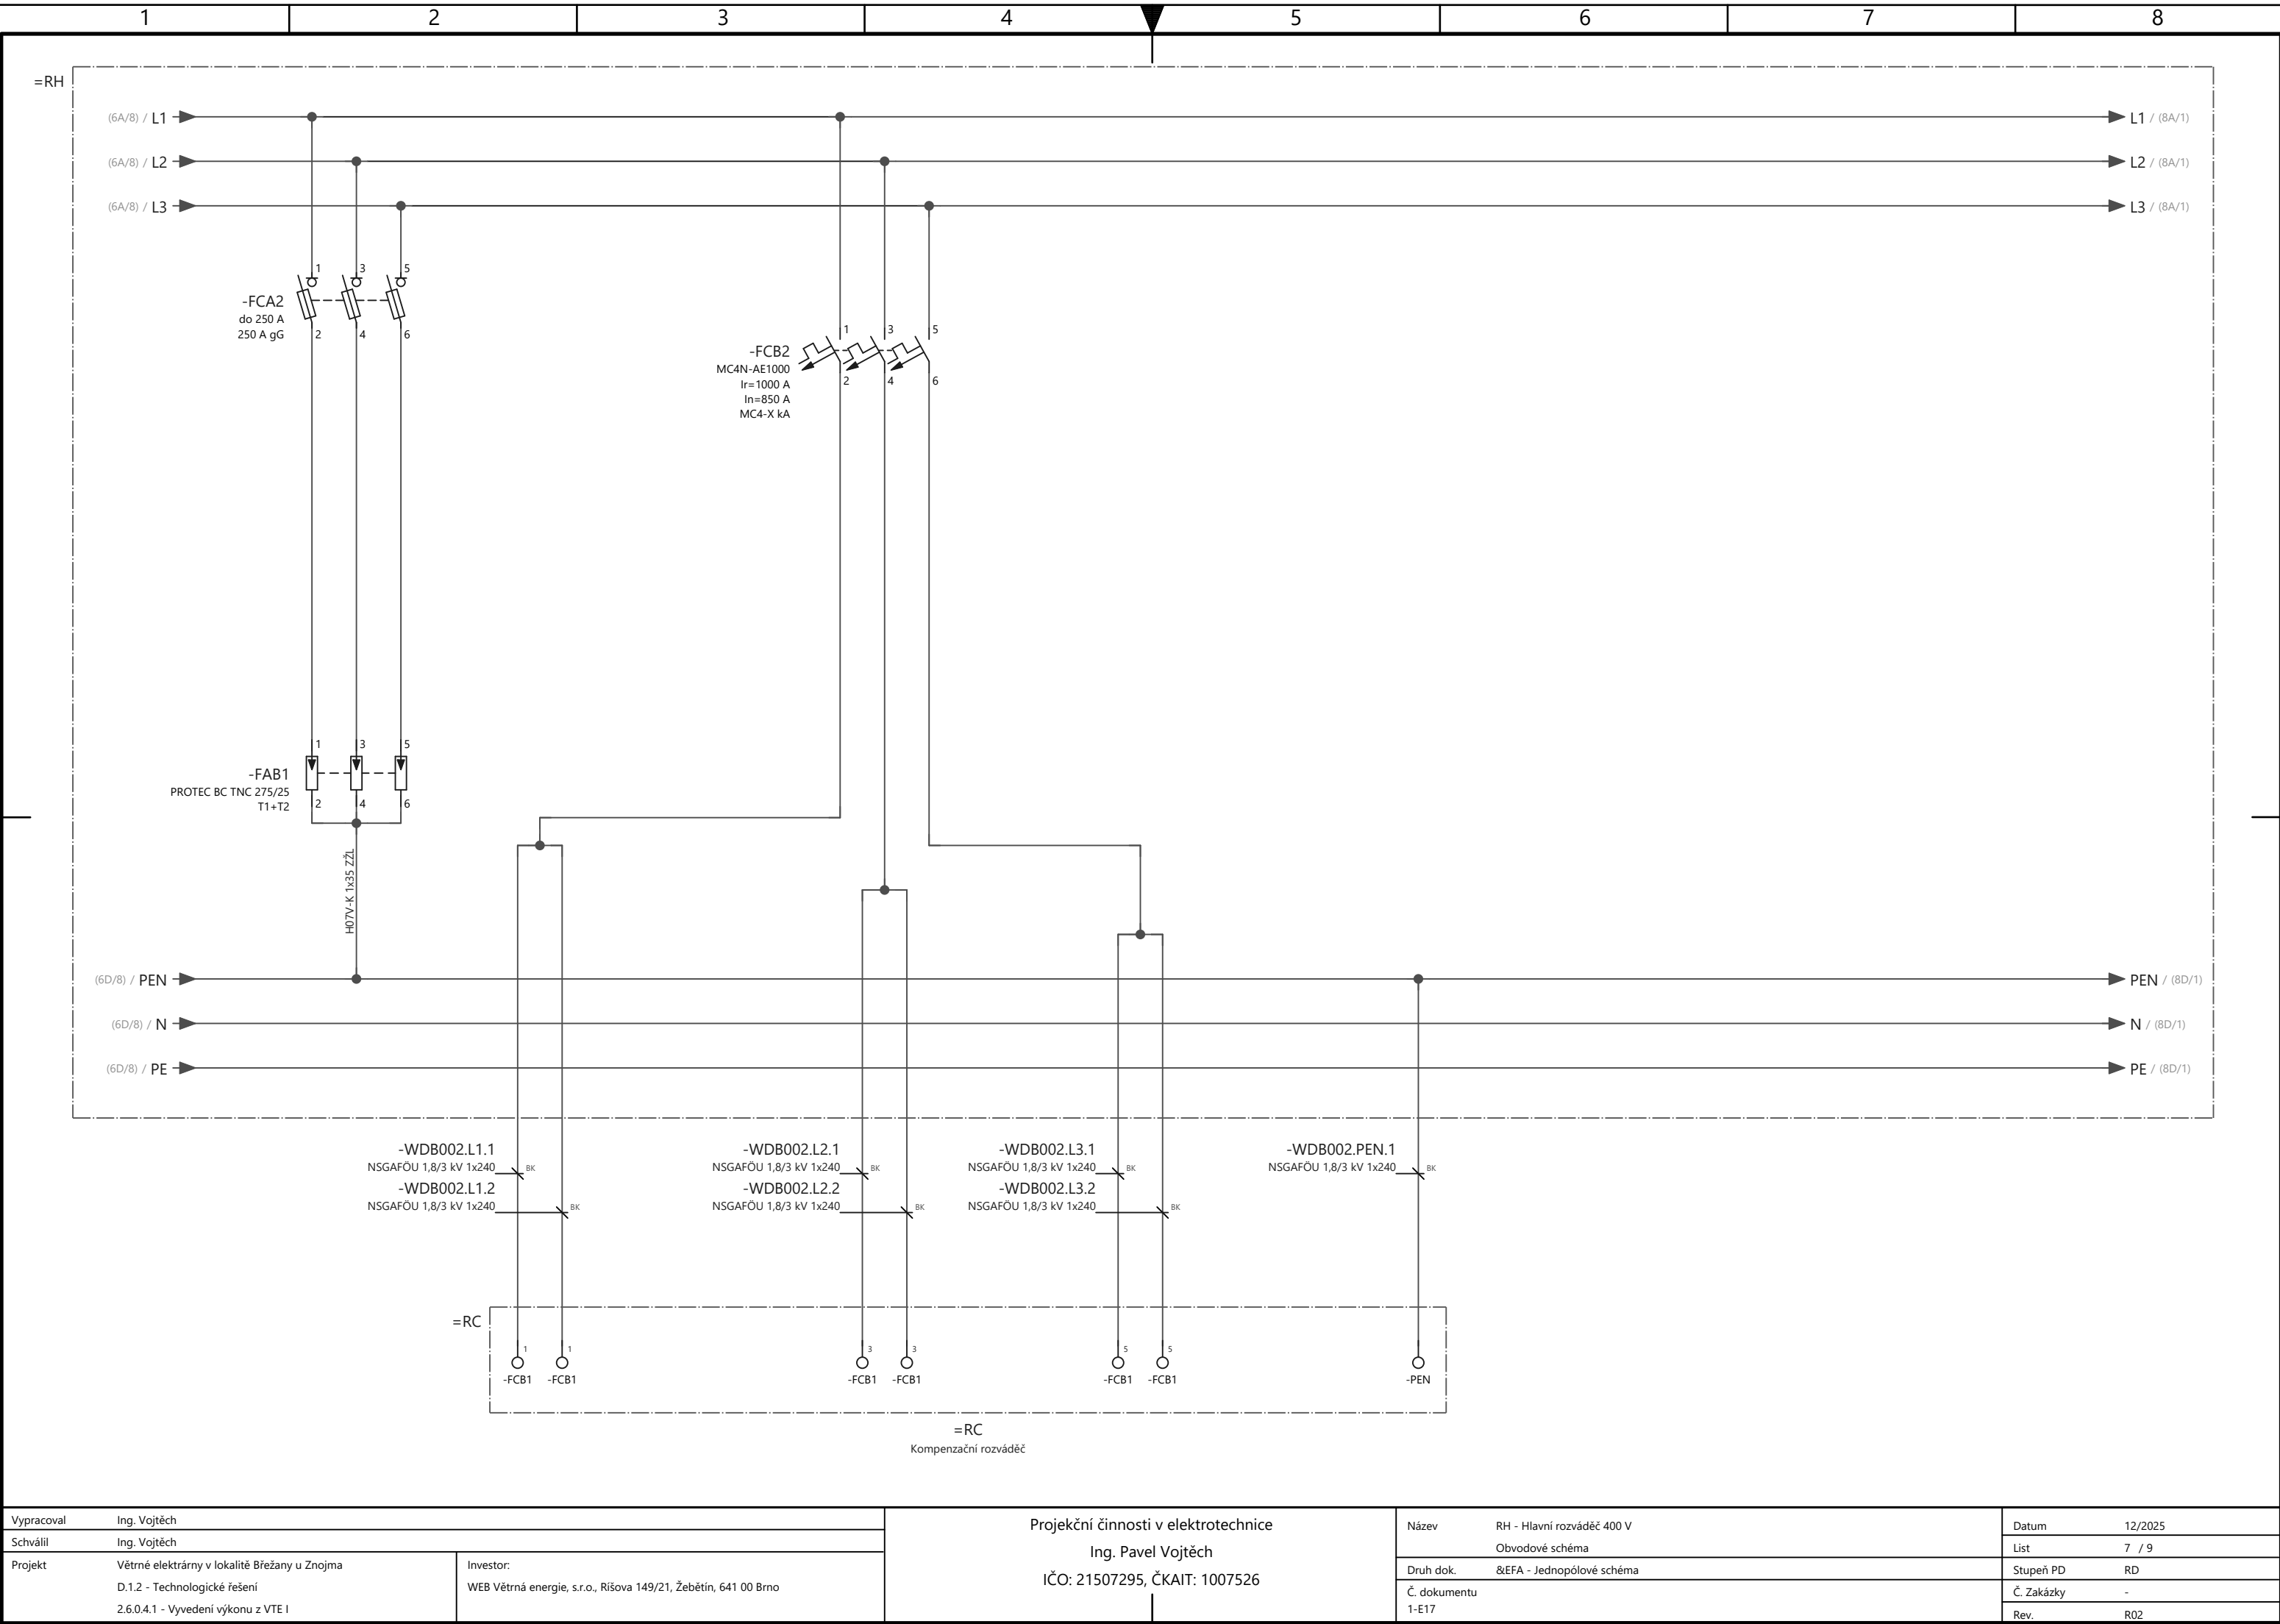 1 2 3 4 5 6 7 8
=RH
(6A/8) / L1
L1 / (8A/1)
(6A/8) / L2
L2 / (8A/1)
(6A/8) / L3
L3 / (8A/1)
1 3 5
-FCA2
do 250 A
250 A gG
2 4 6
1 3 5
-FCB2
MC4N-AE1000
Ir=1000 A
In=850 A
MC4-X kA
2 4 6
1 3 5
-FAB1
PROTEC BC TNC 275/25
T1+T2
2 4 6
H07V-K 1x35 ZŽL
(6D/8) / PEN
PEN / (8D/1)
(6D/8) / N
N / (8D/1)
(6D/8) / PE
PE / (8D/1)
-WDB002.L1.1
NSGAFÖU 1,8/3 kV 1x240
BK
-WDB002.L1.2
NSGAFÖU 1,8/3 kV 1x240
BK
-WDB002.L2.1
NSGAFÖU 1,8/3 kV 1x240
BK
-WDB002.L2.2
NSGAFÖU 1,8/3 kV 1x240
BK
-WDB002.L3.1
NSGAFÖU 1,8/3 kV 1x240
BK
-WDB002.L3.2
NSGAFÖU 1,8/3 kV 1x240
BK
-WDB002.PEN.1
NSGAFÖU 1,8/3 kV 1x240
BK
=RC
1 1 3 3 5 5
-FCB1 -FCB1 -FCB1 -FCB1 -FCB1 -FCB1 -PEN
=RC
Kompenzační rozváděč
Vypracoval Ing. Vojtěch
Schválil Ing. Vojtěch
Projekt Větrné elektrárny v lokalitě Břežany u Znojma
D.1.2 - Technologické řešení
2.6.0.4.1 - Vyvedení výkonu z VTE I
Investor:
WEB Větrná energie, s.r.o., Ríšova 149/21, Žebětín, 641 00 Brno
Projekční činnosti v elektrotechnice
Ing. Pavel Vojtěch
IČO: 21507295, ČKAIT: 1007526
Název RH - Hlavní rozváděč 400 V
Obvodové schéma
Druh dok. &EFA - Jednopólové schéma
Č. dokumentu
1-E17
Datum 12/2025
List 7 / 9
Stupeň PD RD
Č. Zakázky -
Rev. R02